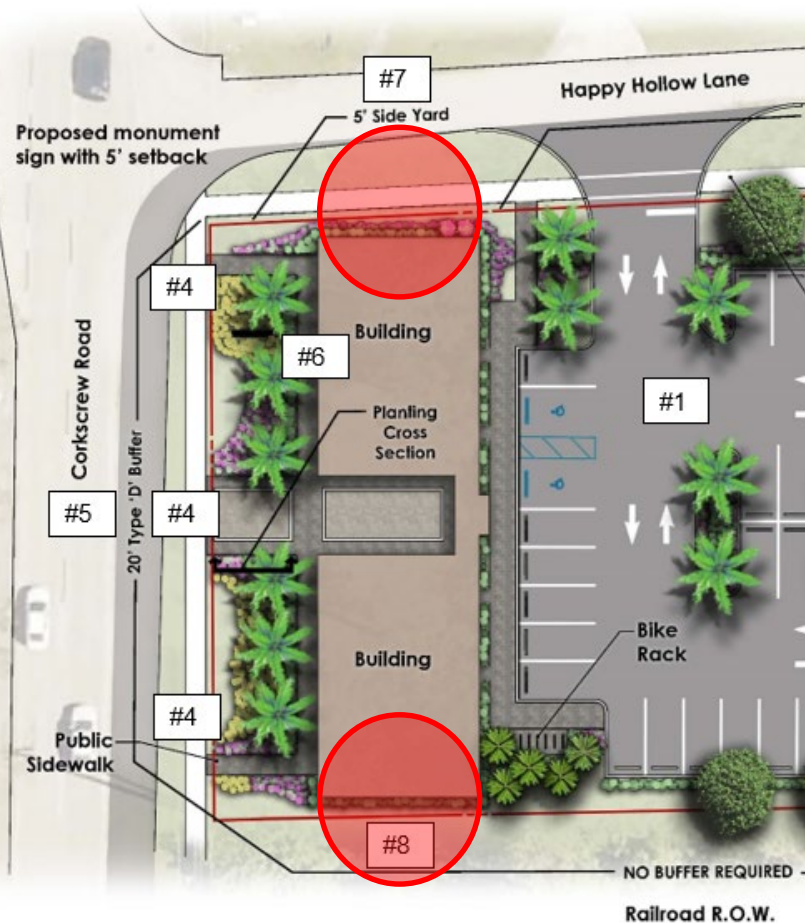 #7
Happy Hollow Lane
5' Side Yard
Proposed monument
sign with 5' setback
#4
Building
#6
#1
Planting
Cross
Section
Corkscrew Road
#5
20' Type 'D' Buffer
#4
Bike
Rack
Building
#4
Public
Sidewalk
#8
NO BUFFER REQUIRED
Railroad R.O.W.